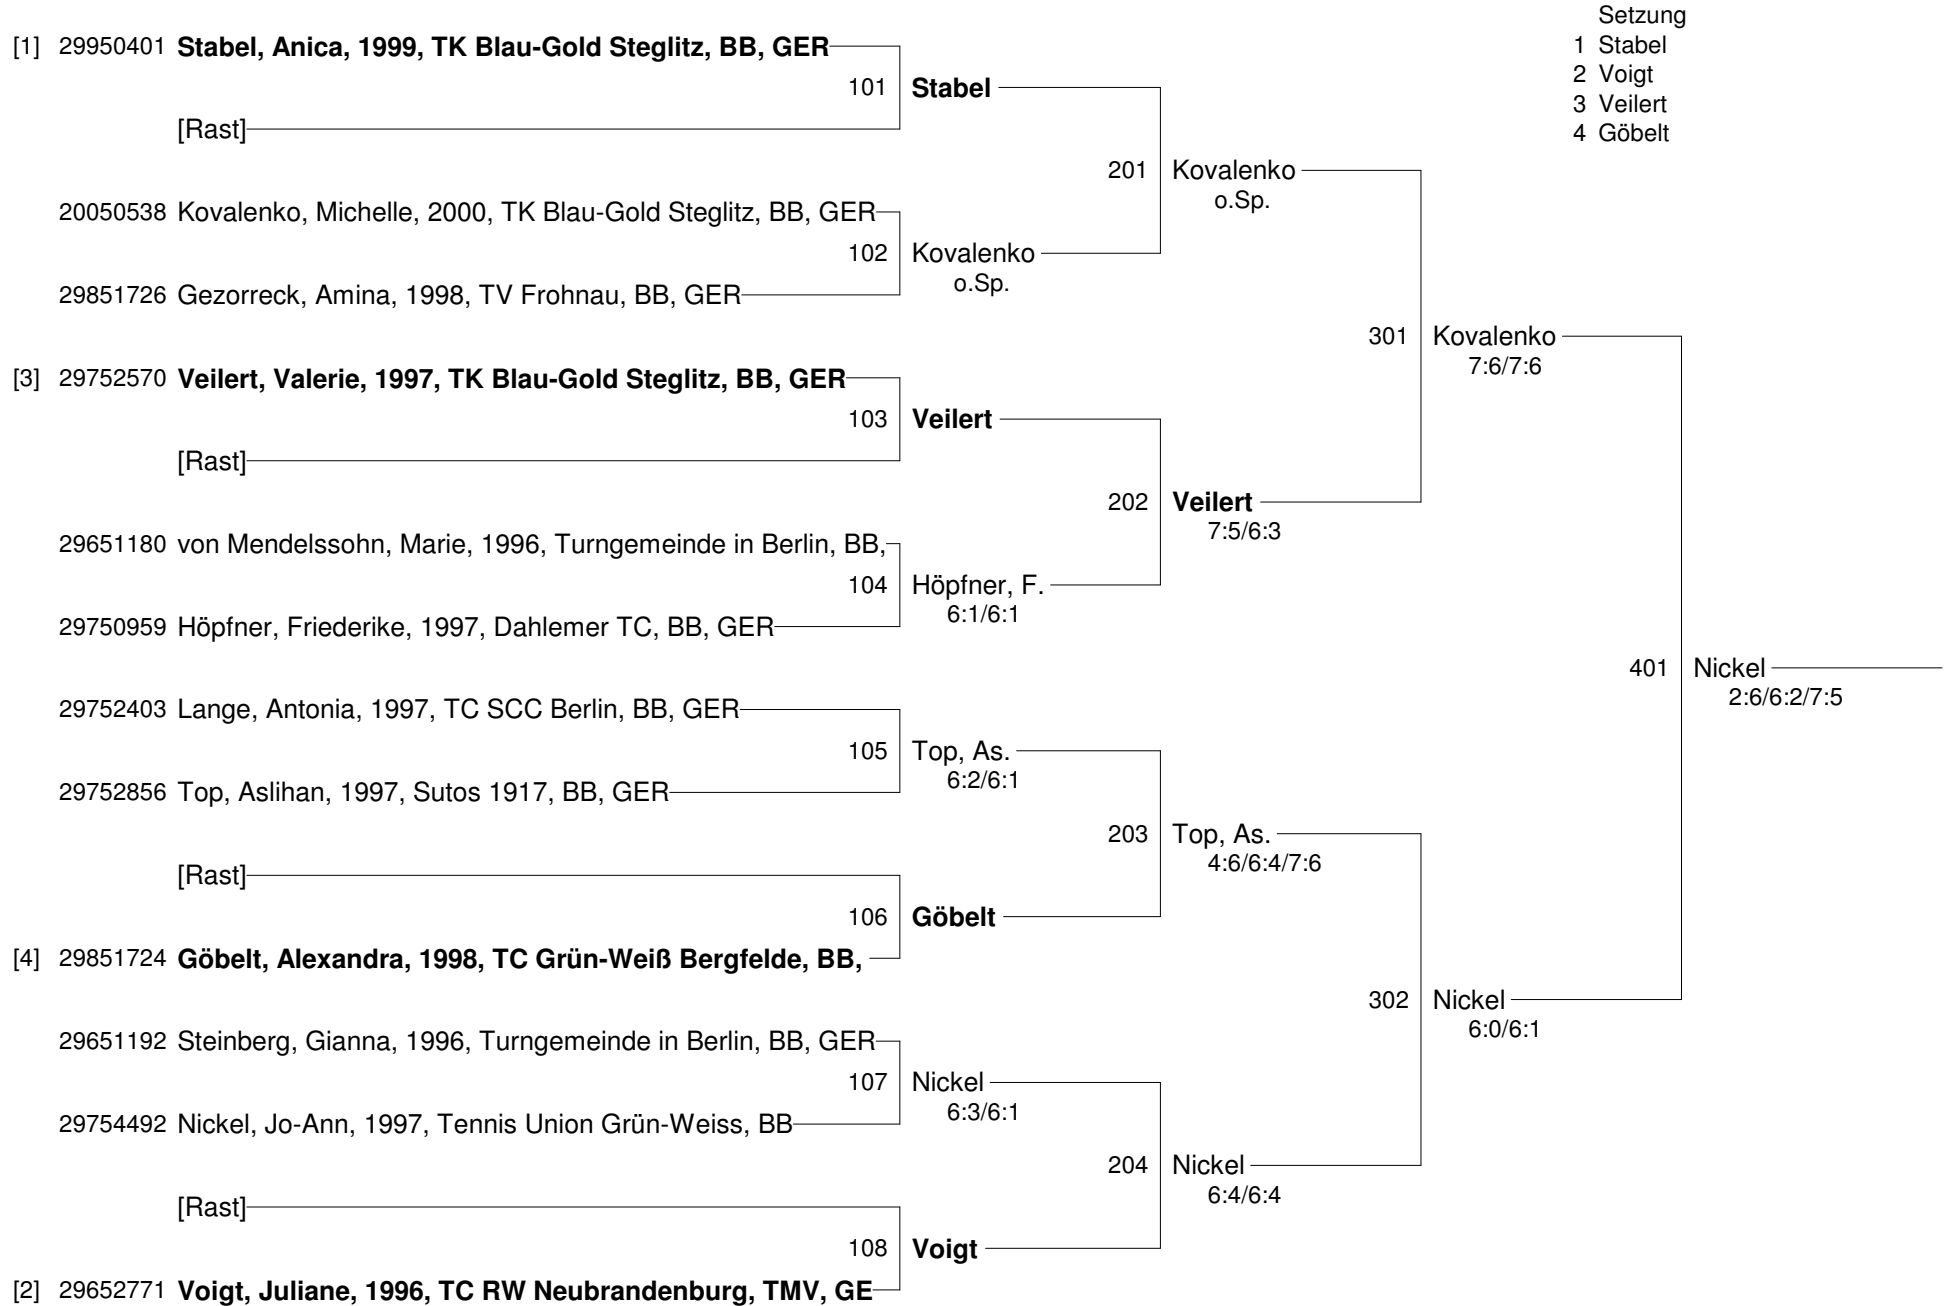 Setzung
1 Stabel
2 Voigt
3 Veilert
4 Göbelt
[1] 29950401 Stabel, Anica, 1999, TK Blau-Gold Steglitz, BB, GER
101 Stabel
[Rast]
201 Kovalenko
o.Sp.
20050538 Kovalenko, Michelle, 2000, TK Blau-Gold Steglitz, BB, GER
102 Kovalenko
o.Sp.
29851726 Gezorreck, Amina, 1998, TV Frohnau, BB, GER
301 Kovalenko
7:6/7:6
[3] 29752570 Veilert, Valerie, 1997, TK Blau-Gold Steglitz, BB, GER
103 Veilert
[Rast]
202 Veilert
7:5/6:3
29651180 von Mendelssohn, Marie, 1996, Turngemeinde in Berlin, BB,
104 Höpfner, F.
6:1/6:1
29750959 Höpfner, Friederike, 1997, Dahlemer TC, BB, GER
401 Nickel
2:6/6:2/7:5
29752403 Lange, Antonia, 1997, TC SCC Berlin, BB, GER
105 Top, As.
6:2/6:1
29752856 Top, Aslihan, 1997, Sutos 1917, BB, GER
203 Top, As.
4:6/6:4/7:6
[Rast]
106 Göbelt
[4] 29851724 Göbelt, Alexandra, 1998, TC Grün-Weiß Bergfelde, BB,
302 Nickel
6:0/6:1
29651192 Steinberg, Gianna, 1996, Turngemeinde in Berlin, BB, GER
107 Nickel
6:3/6:1
29754492 Nickel, Jo-Ann, 1997, Tennis Union Grün-Weiss, BB
204 Nickel
6:4/6:4
[Rast]
108 Voigt
[2] 29652771 Voigt, Juliane, 1996, TC RW Neubrandenburg, TMV, GE